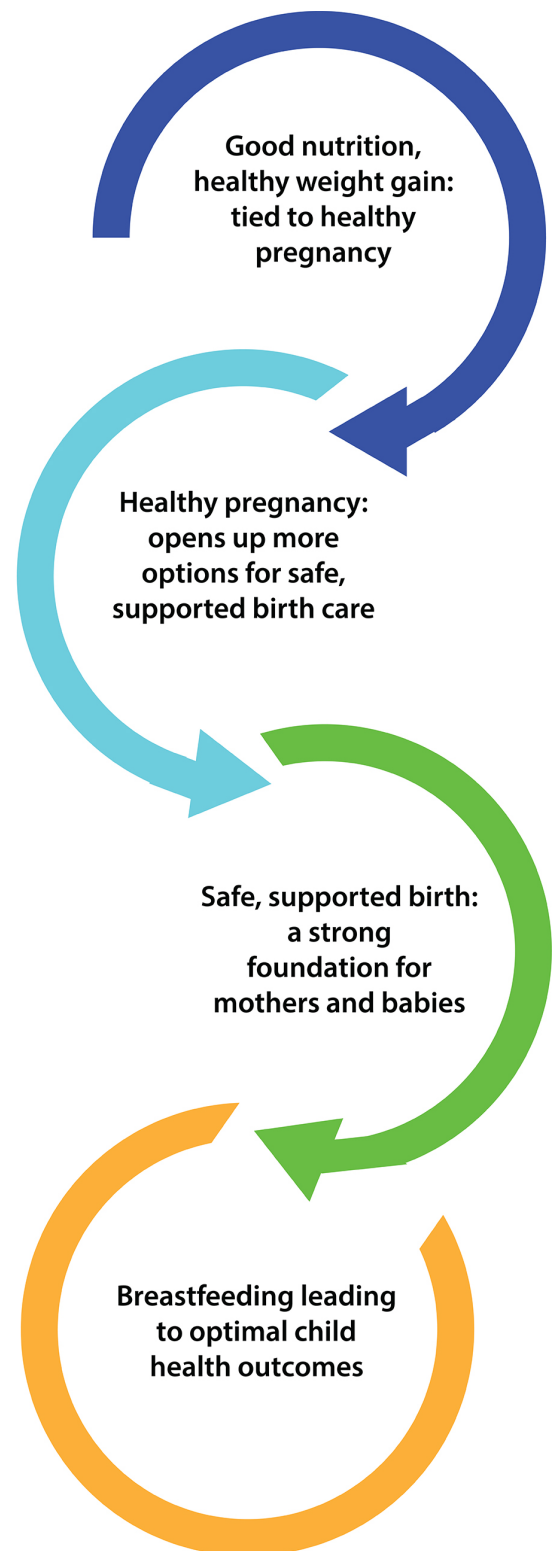 Good nutrition,
healthy weight gain:
tied to healthy
pregnancy
Healthy pregnancy:
opens up more
options for safe,
supported birth care
Safe, supported birth:
a strong
foundation for
mothers and babies
Breastfeeding leading
to optimal child
health outcomes